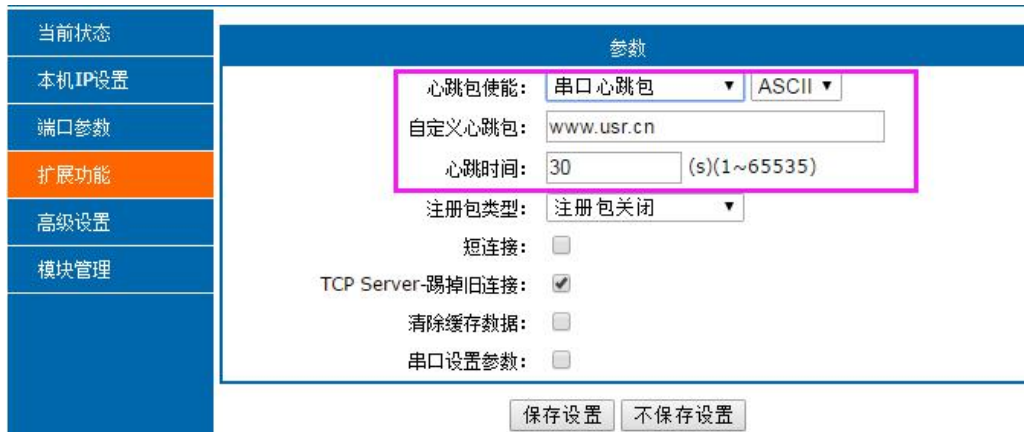 当前状态
本机IP设置
端口参数
扩展功能
高级设置
模块管理
参数
心跳包使能： 串口心跳包 ASCII
自定义心跳包： www.usr.cn
心跳时间： 30 (s)(1~65535)
注册包类型： 注册包关闭
短连接：
TCP Server-踢掉旧连接：
清除缓存数据：
串口设置参数：
保存设置 不保存设置